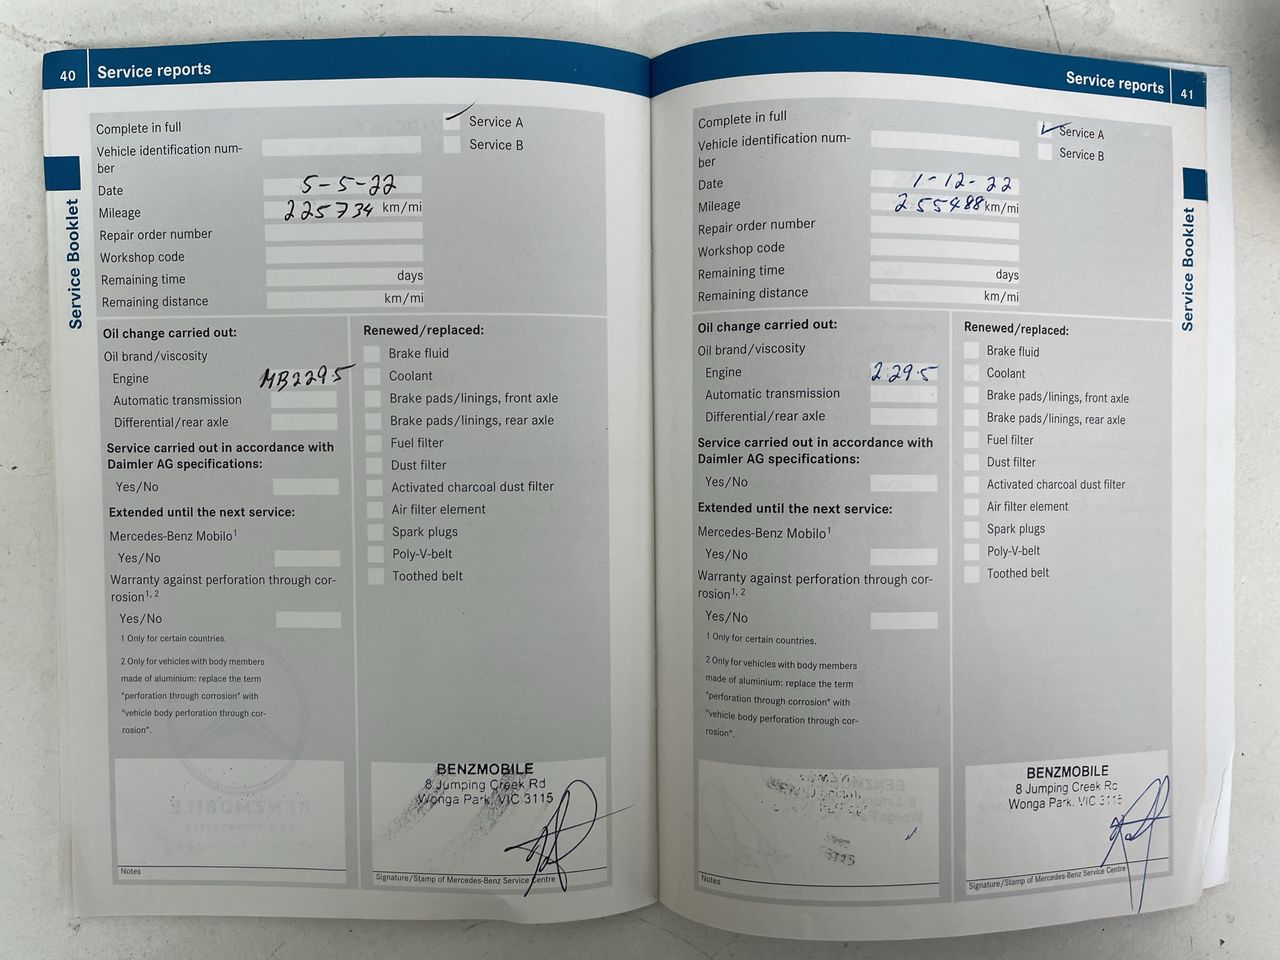 40 Service reports
Service Booklet
Complete in full
Service A
Vehicle identification num-
ber
Service B
Date 5-5-22
Mileage 225734 km/mi
Repair order number
Workshop code
Remaining time days
Remaining distance km/mi
Oil change carried out:
Oil brand/viscosity
Engine MB2295
Automatic transmission
Differential/rear axle
Service carried out in accordance with
Daimler AG specifications:
Yes/No
Extended until the next service:
Mercedes-Benz Mobilo1
Yes/No
Warranty against perforation through cor-
rosion1, 2
Yes/No
1 Only for certain countries.
2 Only for vehicles with body members
made of aluminium: replace the term
"perforation through corrosion" with
"vehicle body perforation through cor-
rosion".
Notes
Renewed/replaced:
Brake fluid
Coolant
Brake pads/linings, front axle
Brake pads/linings, rear axle
Fuel filter
Dust filter
Activated charcoal dust filter
Air filter element
Spark plugs
Poly-V-belt
Toothed belt
BENZMOBILE
8 Jumping Creek Rd
Wonga Park, VIC 3115
Signature/Stamp of Mercedes-Benz Service Centre
Service reports 41
Service Booklet
Complete in full
Service A
Vehicle identification num-
ber
Service B
Date 1-12-22
Mileage 255488 km/mi
Repair order number
Workshop code
Remaining time days
Remaining distance km/mi
Oil change carried out:
Oil brand/viscosity
Engine 229.5
Automatic transmission
Differential/rear axle
Service carried out in accordance with
Daimler AG specifications:
Yes/No
Extended until the next service:
Mercedes-Benz Mobilo1
Yes/No
Warranty against perforation through cor-
rosion1, 2
Yes/No
1 Only for certain countries.
2 Only for vehicles with body members
made of aluminium: replace the term
"perforation through corrosion" with
"vehicle body perforation through cor-
rosion".
Notes
Renewed/replaced:
Brake fluid
Coolant
Brake pads/linings, front axle
Brake pads/linings, rear axle
Fuel filter
Dust filter
Activated charcoal dust filter
Air filter element
Spark plugs
Poly-V-belt
Toothed belt
BENZMOBILE
8 Jumping Creek Rd
Wonga Park, VIC 3115
Signature/Stamp of Mercedes-Benz Service Centre